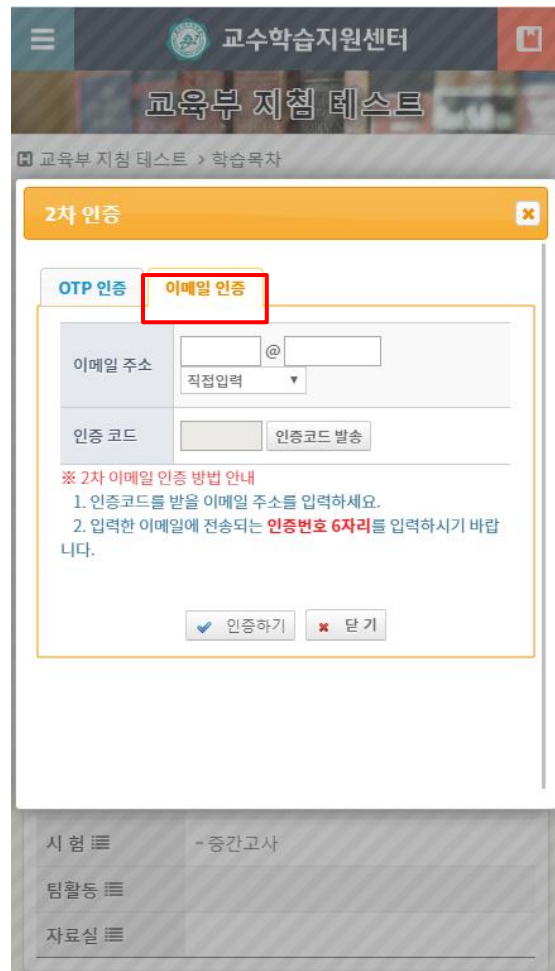 교수학습지원센터
교육부 지침 테스트
교육부 지침 테스트 > 학습목차
2차 인증
OTP 인증 이메일 인증
이메일 주소 @
직접입력
인증 코드 인증코드 발송
※ 2차 이메일 인증 방법 안내
1. 인증코드를 받을 이메일 주소를 입력하세요.
2. 입력한 이메일에 전송되는 인증번호 6자리를 입력하시기 바랍
니다.
인증하기 닫 기
시 험 - 중간고사
팀활동
자료실